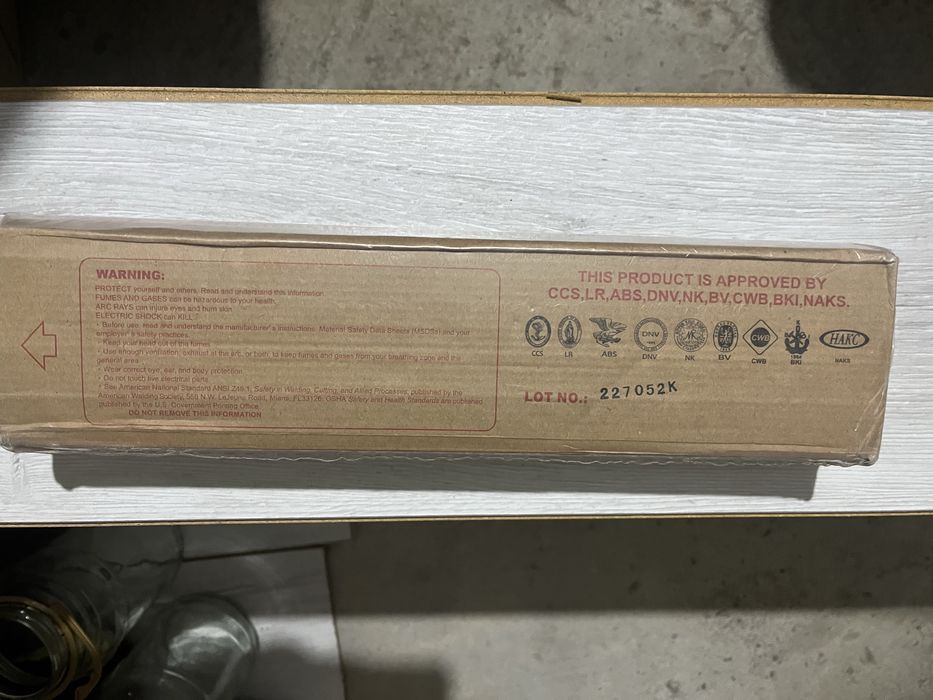 WARNING:
PROTECT yourself and others. Read and understand this information.
FUMES AND GASES can be hazardous to your health.
ARC RAYS can injure eyes and burn skin
ELECTRIC SHOCK can KILL
- Before use, read and understand the manufacturer's instructions, Material Safety Data Sheets (MSDSs) and your
employer's safety practices.
- Keep your head out of the fumes
- Use enough ventilation, exhaust at the arc, or both, to keep fumes and gases from your breathing zone and the
general area
- Wear correct eye, ear, and body protection
- Do not touch live electrical parts.
- See American National Standard ANSI Z49.1, Safety in Welding, Cutting, and Allied Processes, published by the
American Welding Society, 550 N.W. LeJeune Road, Miami, FL33126; OSHA Safety and Health Standards are published
published by the U.S. Government Printing Office
DO NOT REMOVE THIS INFORMATION
THIS PRODUCT IS APPROVED BY
CCS,LR,ABS,DNV,NK,BV,CWB,BKI,NAKS.
DNV
NK
CWB
1964
НАКС
CCS
LR
ABS
DNV
NK
BV
CWB
BKI
NAKS
LOT NO.: 227052K